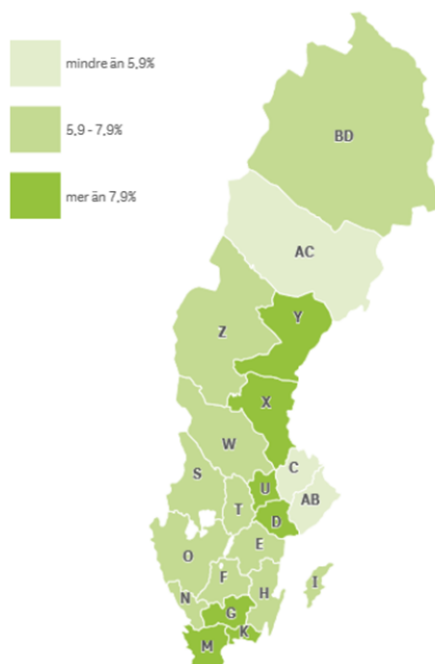 mindre än 5,9%
5,9 - 7,9%
mer än 7,9%
BD
AC
Y
Z
X
W
C
S
U
AB
T
D
O
E
F
I
N
H
G
K
M